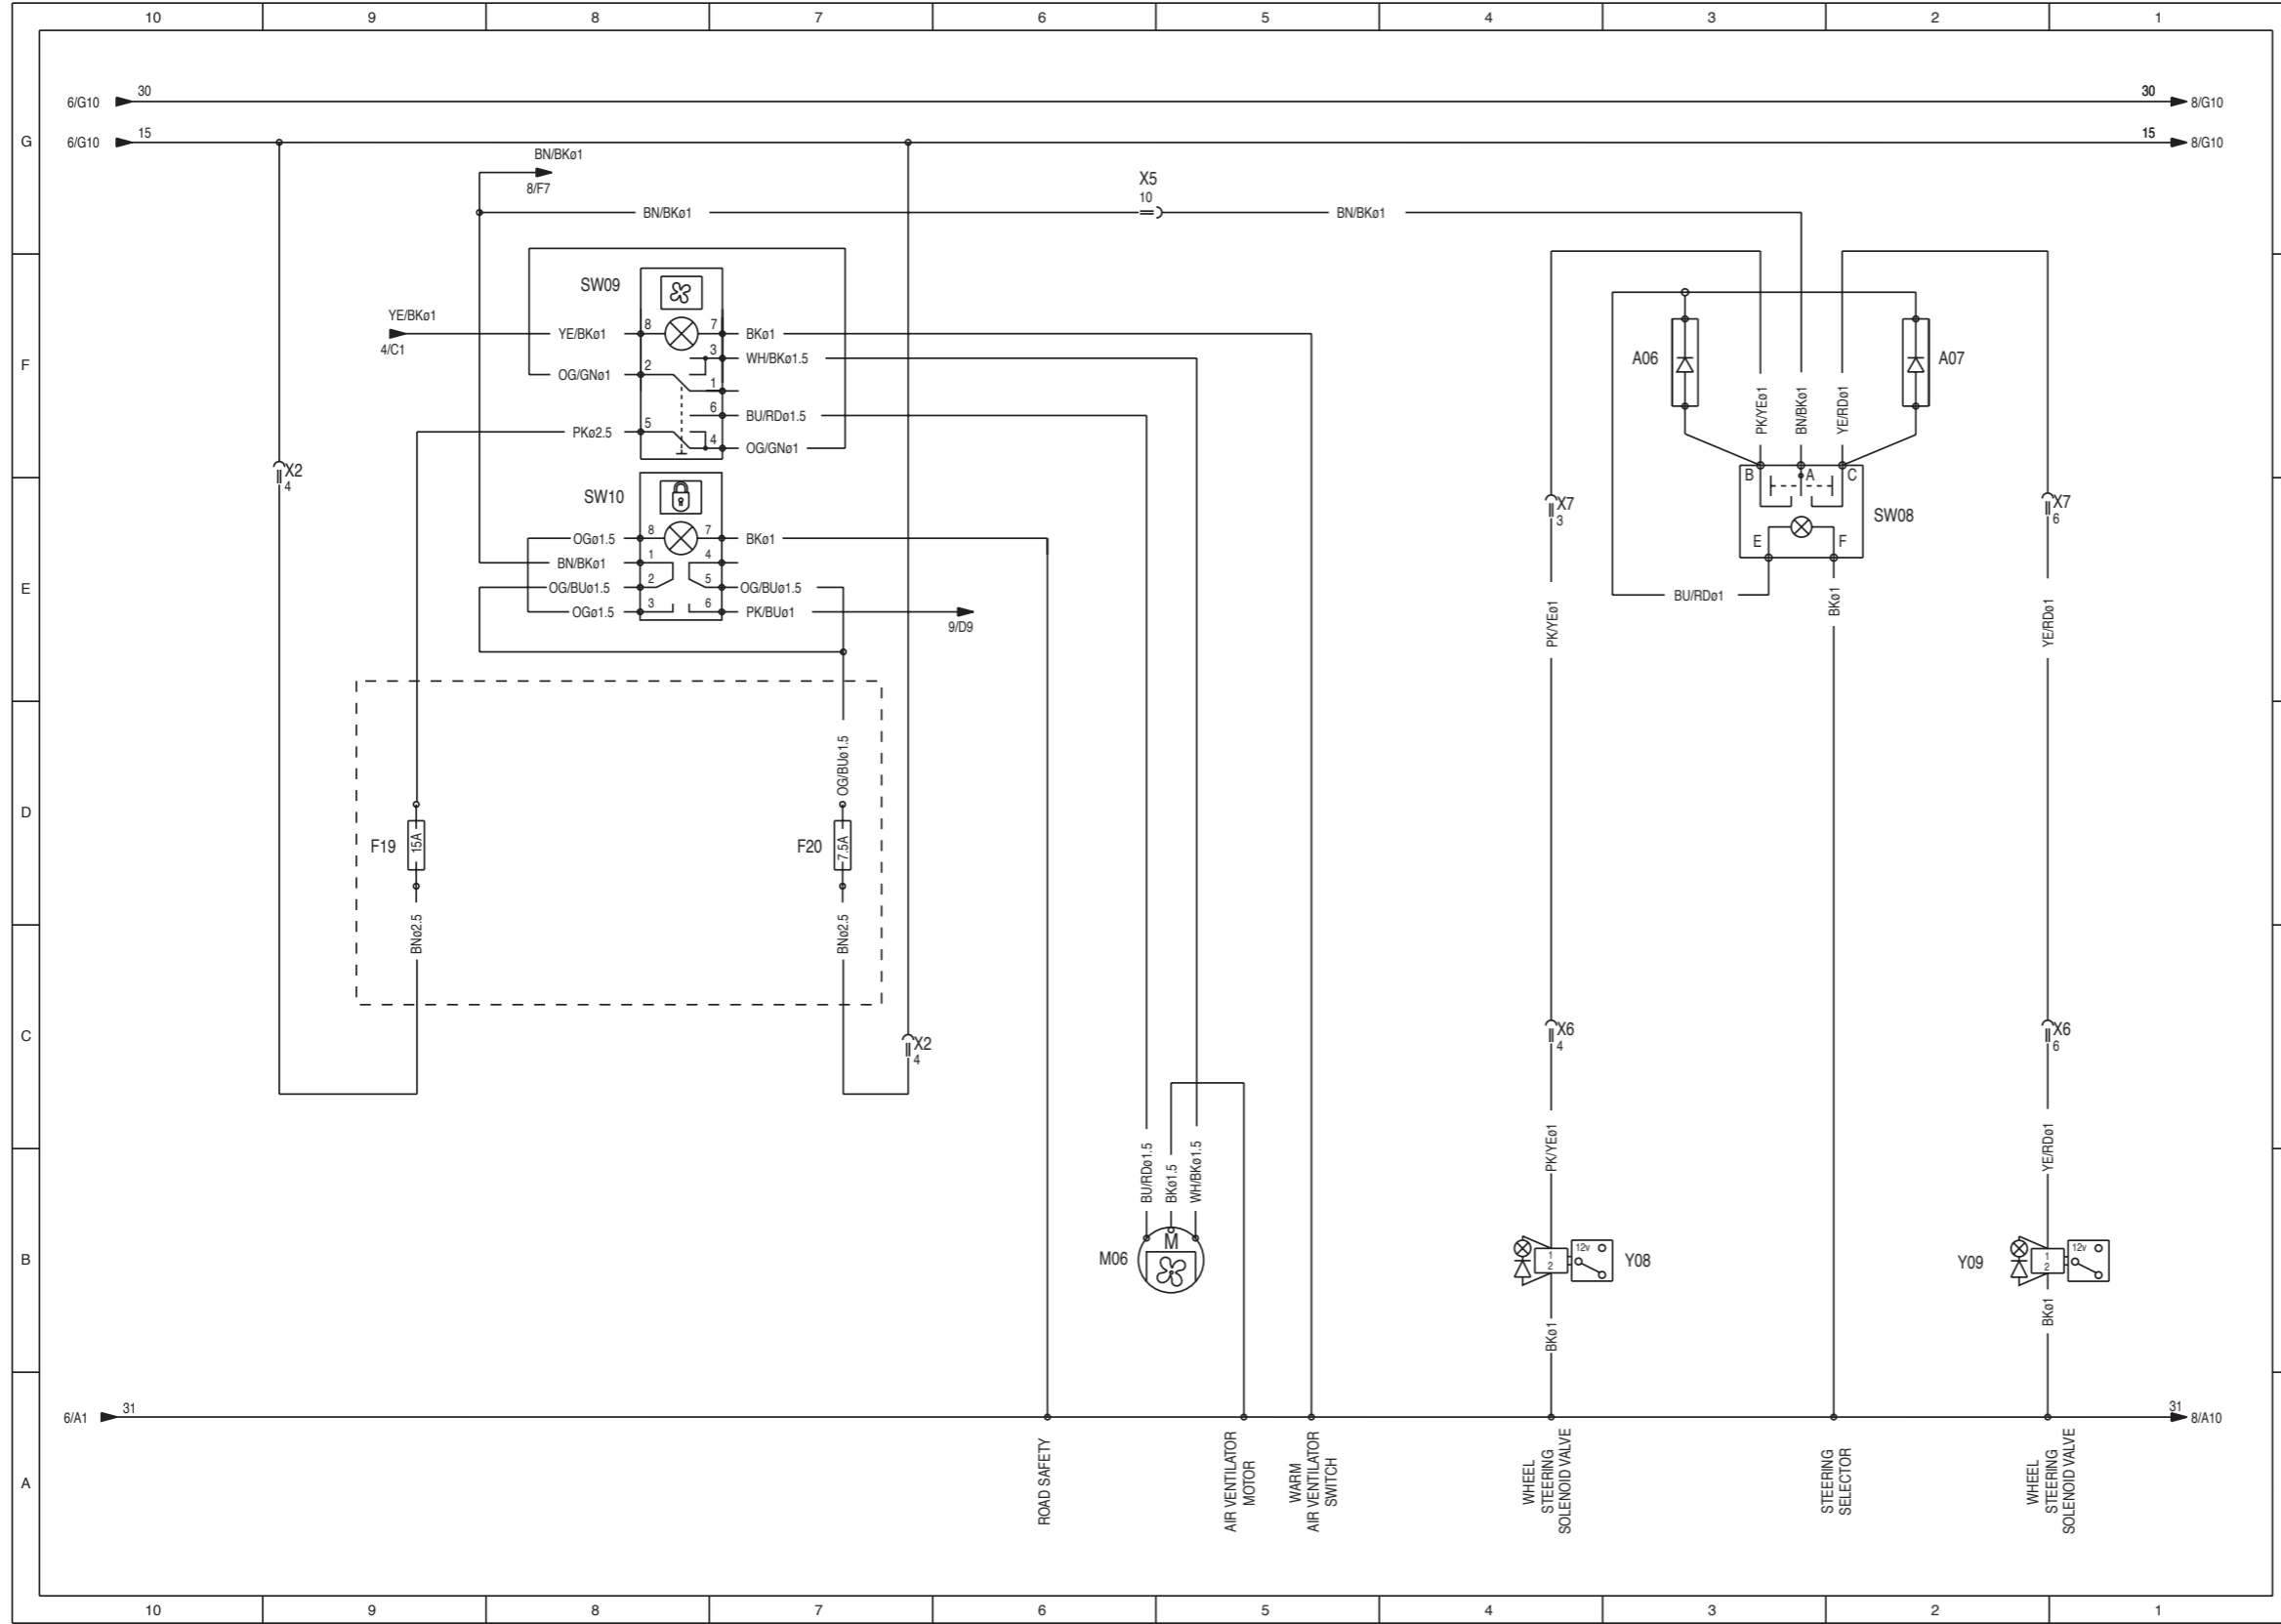 10 9 8 7 6 5 4 3 2 1
6/G10 30 30 8/G10
G 6/G10 15 15 8/G10
BN/BKø1
8/F7
X5
10
BN/BKø1 BN/BKø1
SW09
YE/BKø1
4/C1
YE/BKø1 8 7 BKø1
3 WH/BKø1.5
F OG/GNø1 2
1
6 BU/RDø1.5
PKø2.5 5
4 OG/GNø1
A06 A07
PK/YEø1
BN/BKø1
YE/RDø1
B A C
SW08
E F
X2
4
SW10
OGø1.5 8 7 BKø1
BN/BKø1 1 4
E OG/BUø1.5 2 5 OG/BUø1.5
OGø1.5 3 6 PK/BUø1
9/D9
X7
3
X7
6
BU/RDø1
PK/YEø1
BKø1
YE/RDø1
OG/BUø1.5
D
F19 15A
F20 7.5A
BNø2.5
BNø2.5
C
X2
4
X6
4
X6
6
BU/RDø1.5
BKø1.5
WH/BKø1.5
PK/YEø1
YE/RDø1
B
M06 M
1
2
12v
Y08
Y09
1
2
12v
BKø1
BKø1
6/A1 31 31 8/A10
A
ROAD SAFETY
AIR VENTILATOR
MOTOR
WARM
AIR VENTILATOR
SWITCH
WHEEL
STEERING
SOLENOID VALVE
STEERING
SELECTOR
WHEEL
STEERING
SOLENOID VALVE
10 9 8 7 6 5 4 3 2 1